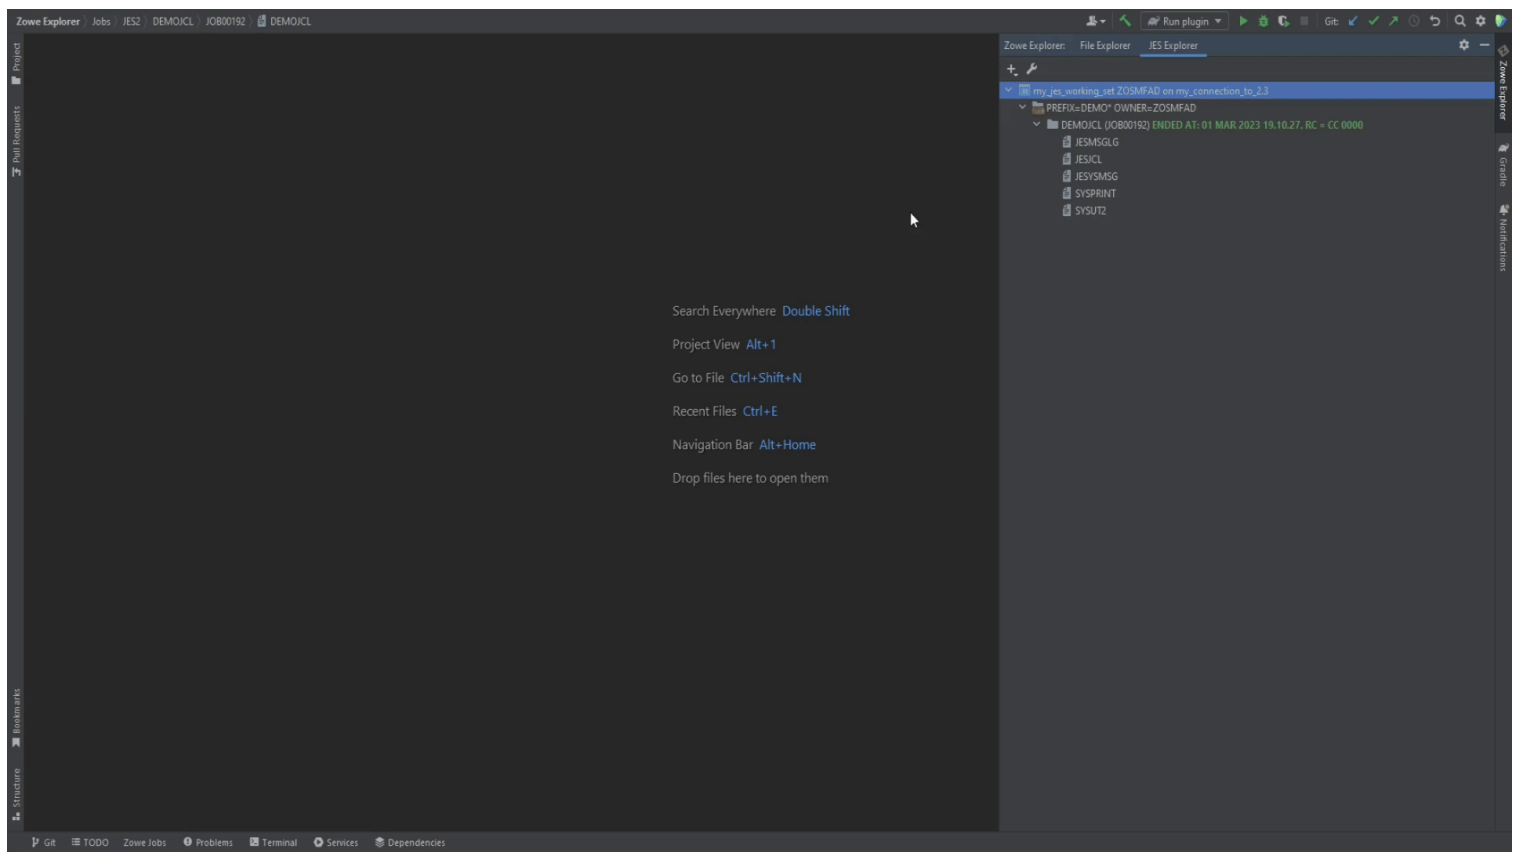 Zowe Explorer Jobs JES2 DEMOJCL JOB00192 DEMOJCL
Run plugin Git:
Project
Pull Requests
Bookmarks
Structure
Zowe Explorer: File Explorer JES Explorer
my_jes_working_set ZOSMFAD on my_connection_to_2.3
PREFIX=DEMO* OWNER=ZOSMFAD
DEMOJCL (JOB00192) ENDED AT: 01 MAR 2023 19.10.27. RC = CC 0000
JESMSGLG
JESJCL
JESYSMSG
SYSPRINT
SYSUT2
Search Everywhere Double Shift
Project View Alt+1
Go to File Ctrl+Shift+N
Recent Files Ctrl+E
Navigation Bar Alt+Home
Drop files here to open them
Zowe Explorer
Gradle
Notifications
Git TODO Zowe Jobs Problems Terminal Services Dependencies